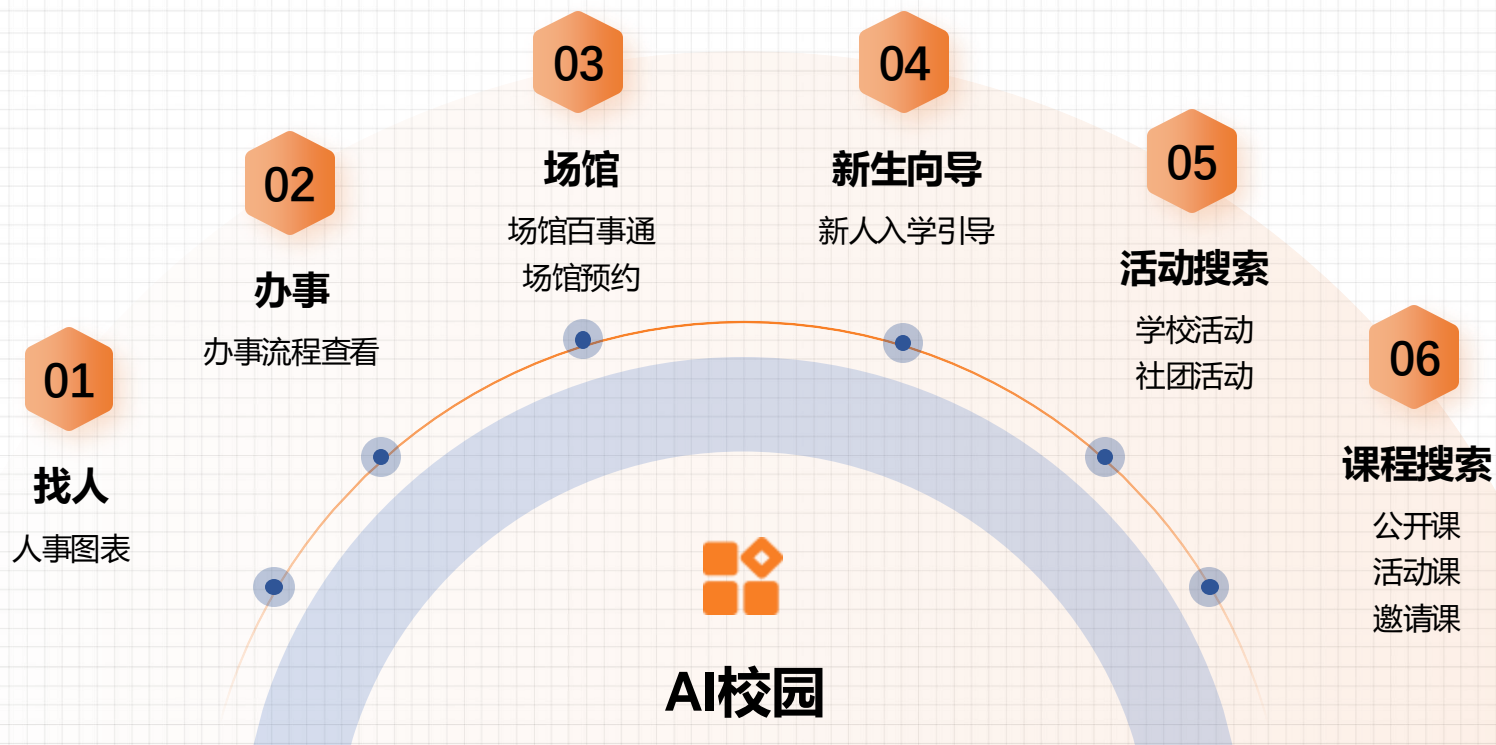 01
找人
人事图表
02
办事
办事流程查看
03
场馆
场馆百事通
场馆预约
04
新生向导
新人入学引导
05
活动搜索
学校活动
社团活动
06
课程搜索
公开课
活动课
邀请课
AI校园